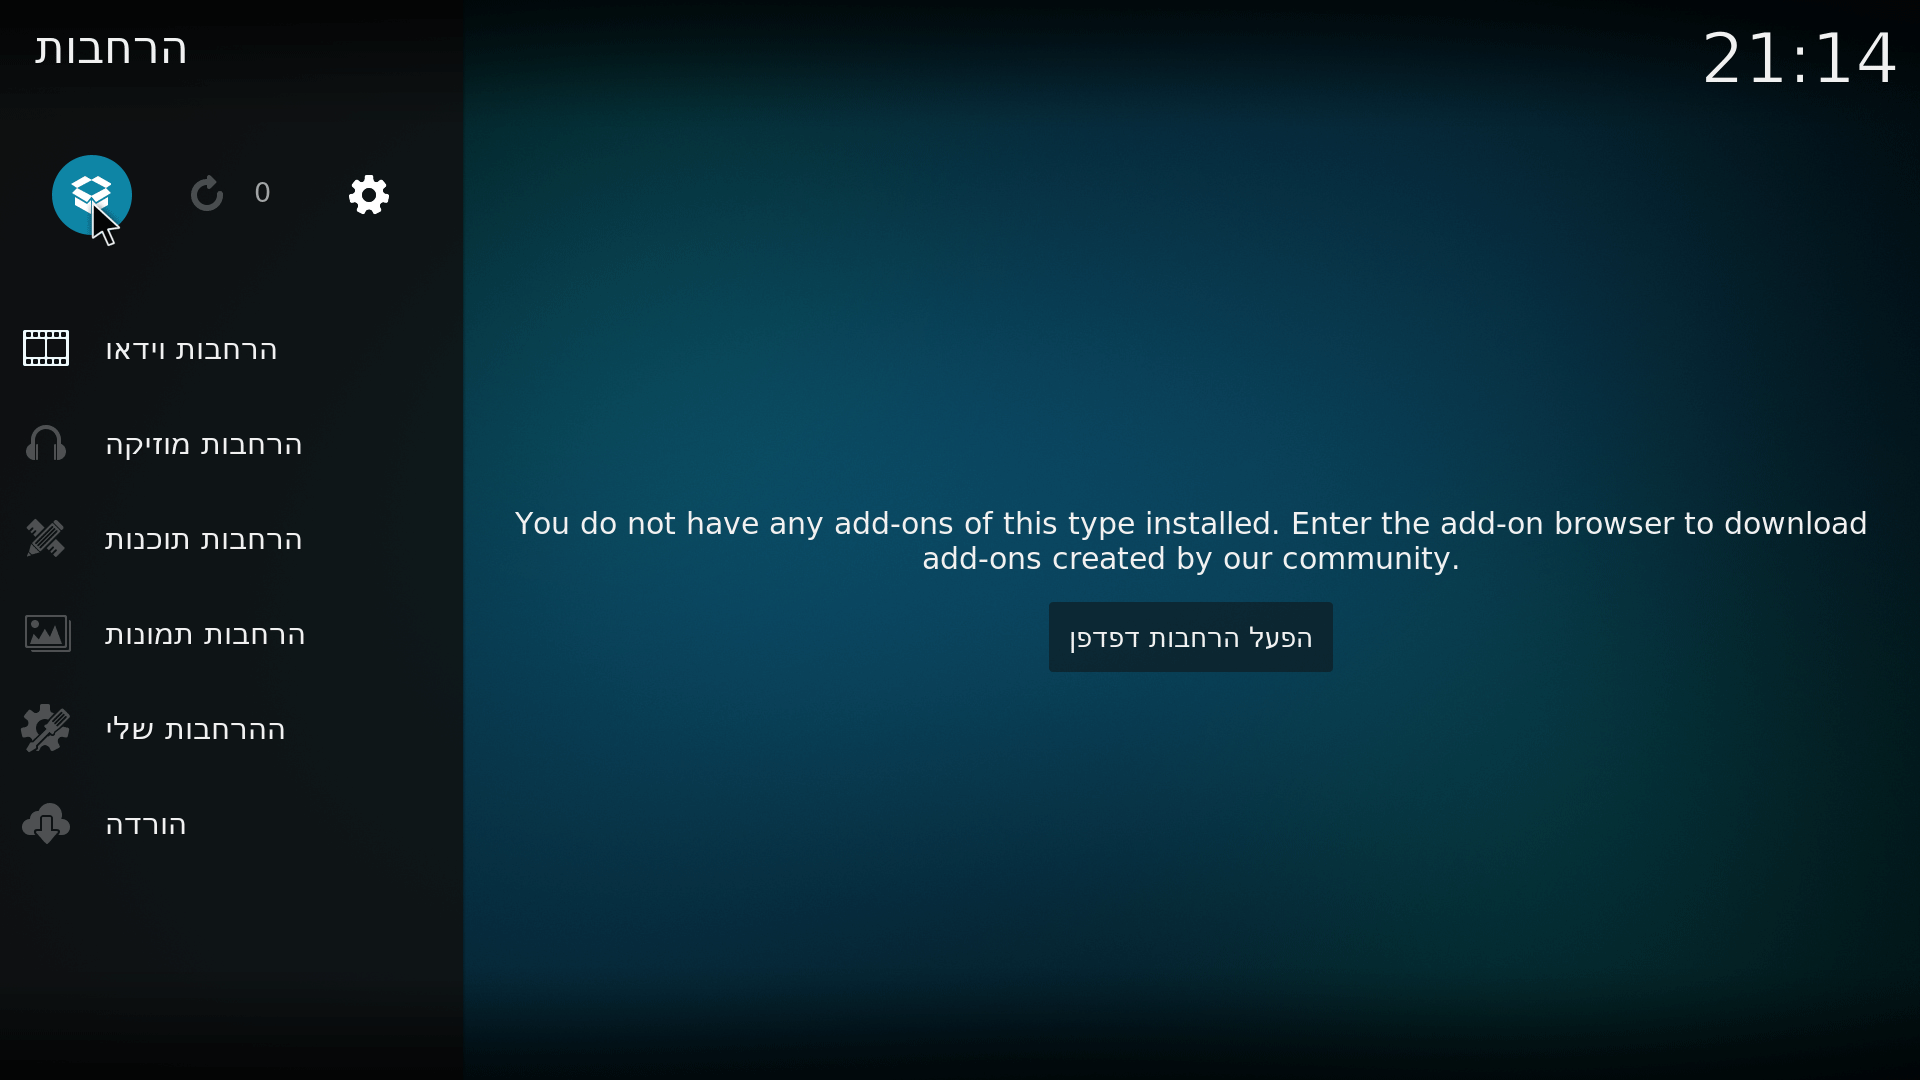 הרחבות
21:14
0
הרחבות וידאו
הרחבות מוזיקה
הרחבות תוכנות
הרחבות תמונות
ההרחבות שלי
הורדה
You do not have any add-ons of this type installed. Enter the add-on browser to download
add-ons created by our community.
הפעל הרחבות דפדפן